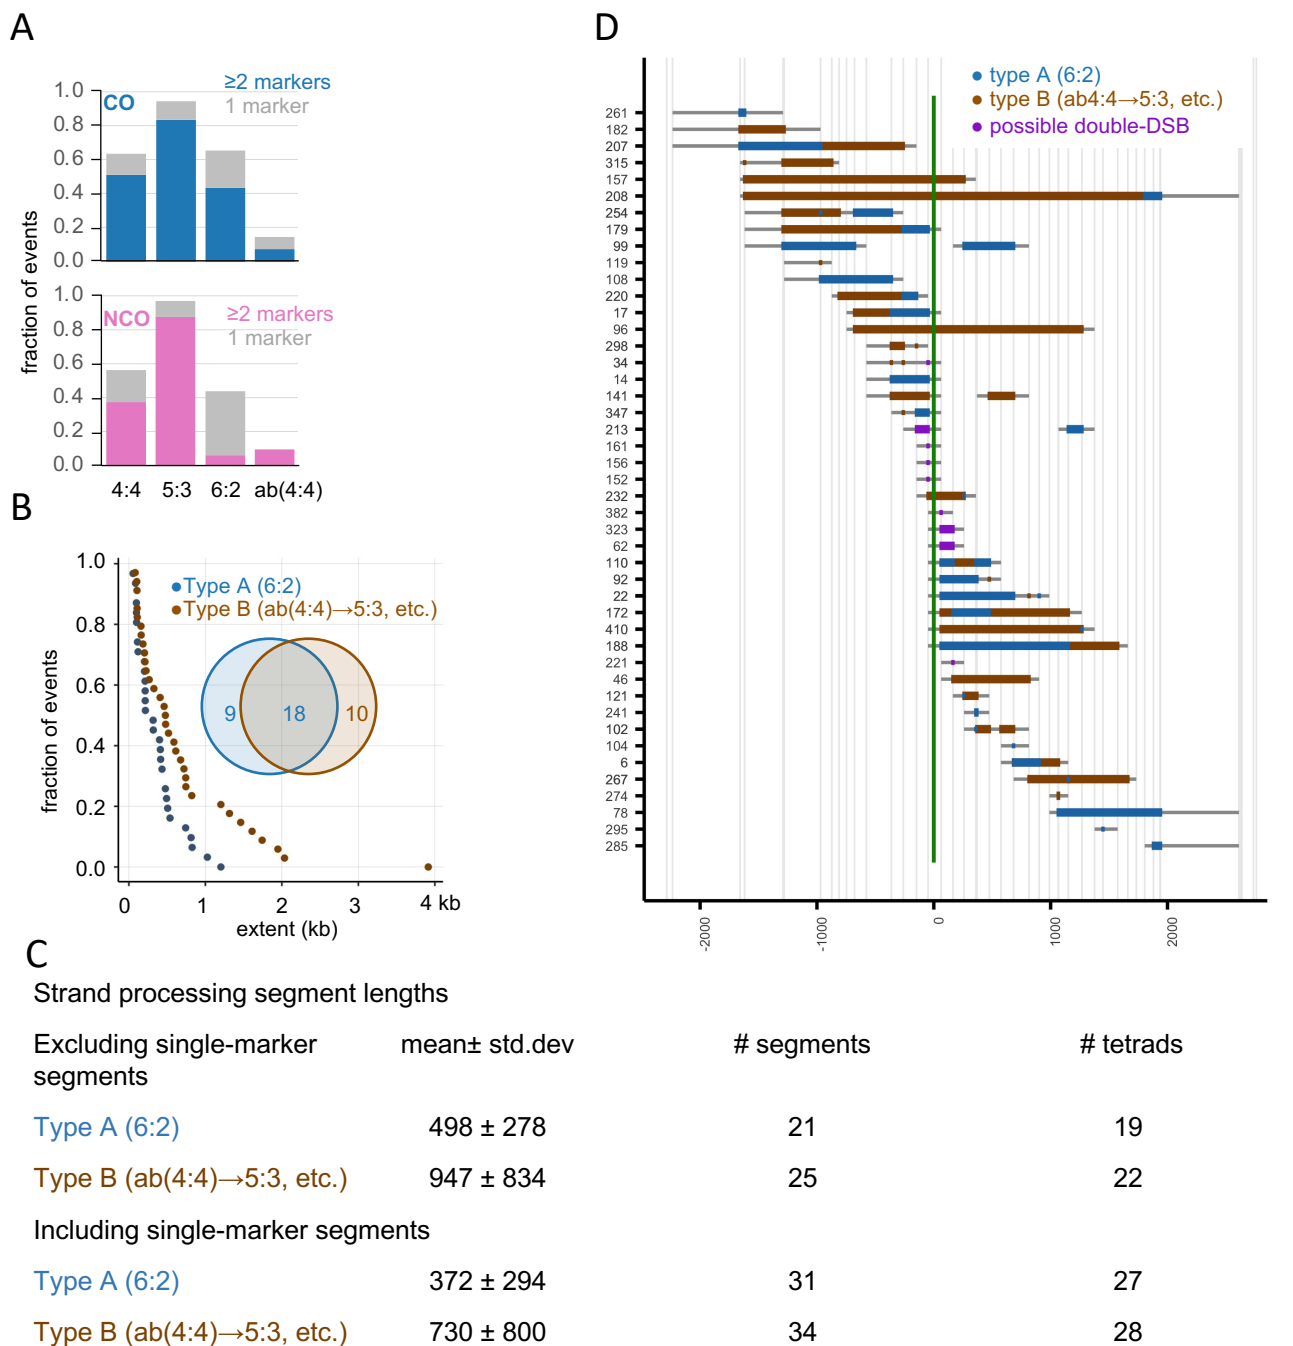 A
1.0
0.8
0.6
0.4
0.2
0.0
CO
≥2 markers
1 marker
fraction of events
1.0
0.8
0.6
0.4
0.2
0.0
NCO
≥2 markers
1 marker
4:4 5:3 6:2 ab(4:4)
B
1.0
0.8
0.6
0.4
0.2
0.0
fraction of events
Type A (6:2)
Type B (ab(4:4)→5:3, etc.)
9 18 10
0 1 2 3 4 kb
extent (kb)
D
type A (6:2)
type B (ab4:4→5:3, etc.)
possible double-DSB
261
182
207
315
157
208
254
179
99
119
108
220
17
96
298
34
14
141
347
213
161
156
152
232
382
323
62
110
92
22
172
410
188
221
46
121
241
102
104
6
267
274
78
295
285
-2000 -1000 0 1000 2000
C
Strand processing segment lengths
Excluding single-marker mean± std.dev # segments # tetrads
segments
Type A (6:2) 498 ± 278 21 19
Type B (ab(4:4)→5:3, etc.) 947 ± 834 25 22
Including single-marker segments
Type A (6:2) 372 ± 294 31 27
Type B (ab(4:4)→5:3, etc.) 730 ± 800 34 28